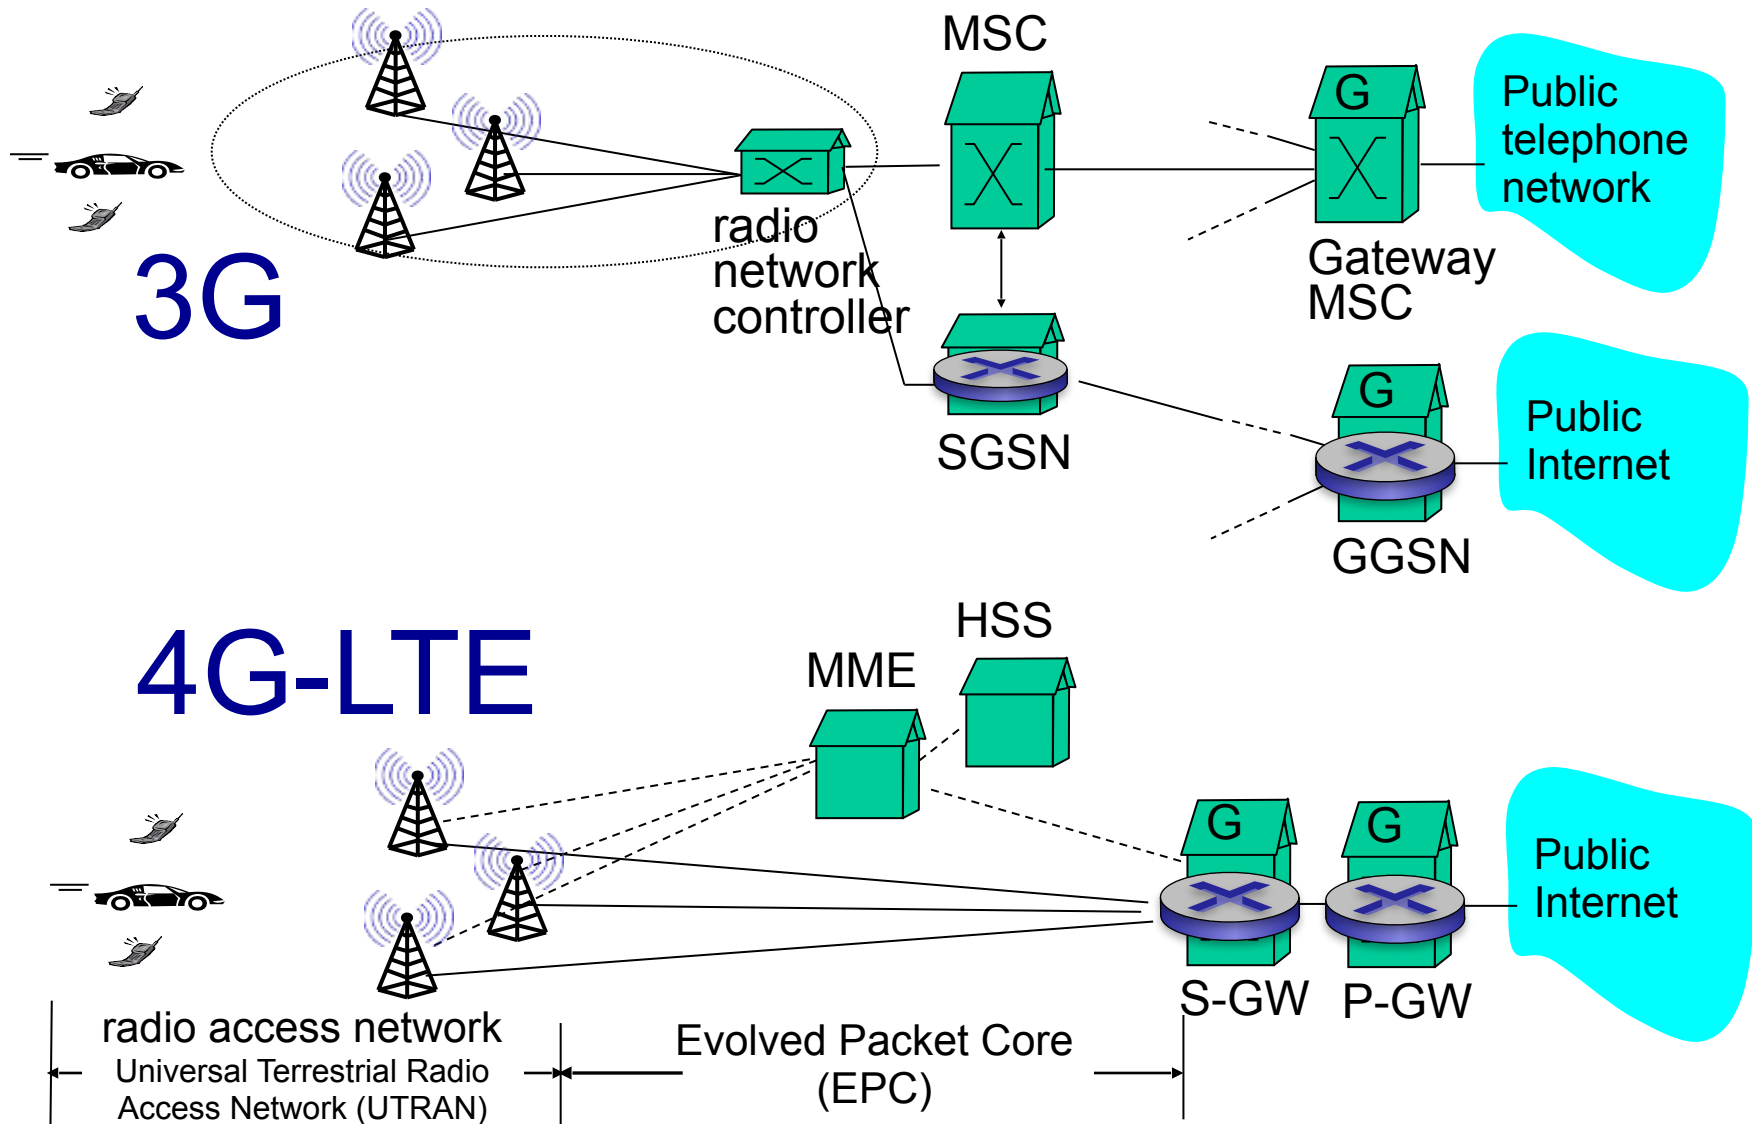 MSC
G
Public
telephone
network
radio
network
controller
Gateway
MSC
3G
G
SGSN
Public
Internet
GGSN
HSS
4G-LTE
MME
G
G
Public
Internet
S-GW
P-GW
radio access network
Universal Terrestrial Radio
Access Network (UTRAN)
Evolved Packet Core
(EPC)